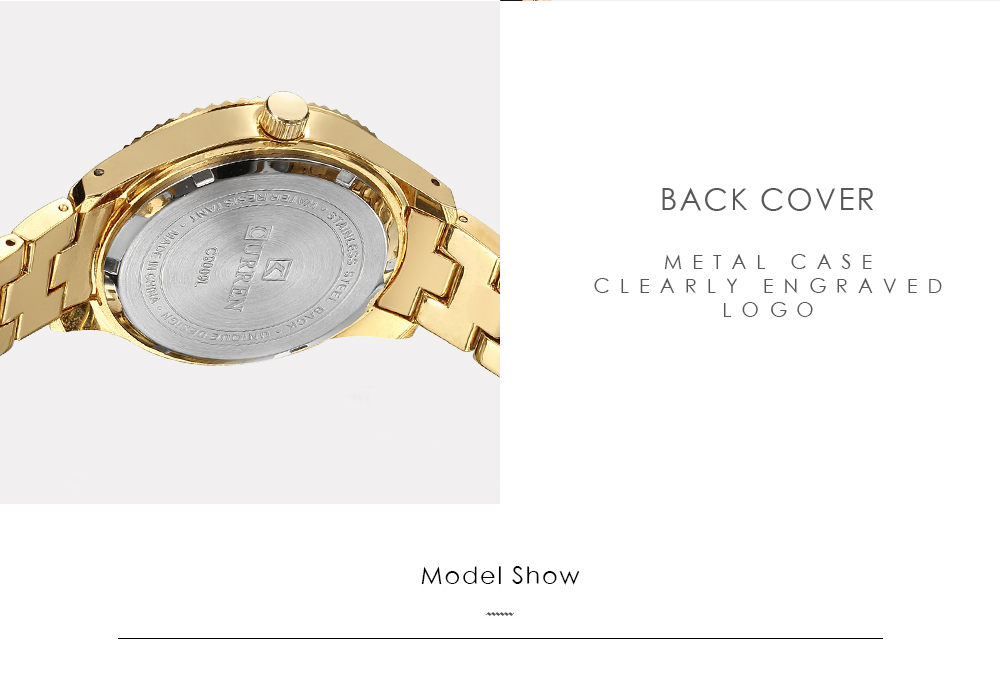 BACK COVER
METAL CASE
CLEARLY ENGRAVED
LOGO
STAINLESS STEEL BACK • UNIQUE DESIGN • MADE IN CHINA • WATER RESISTAINT •
CURREN
C9009L
Model Show